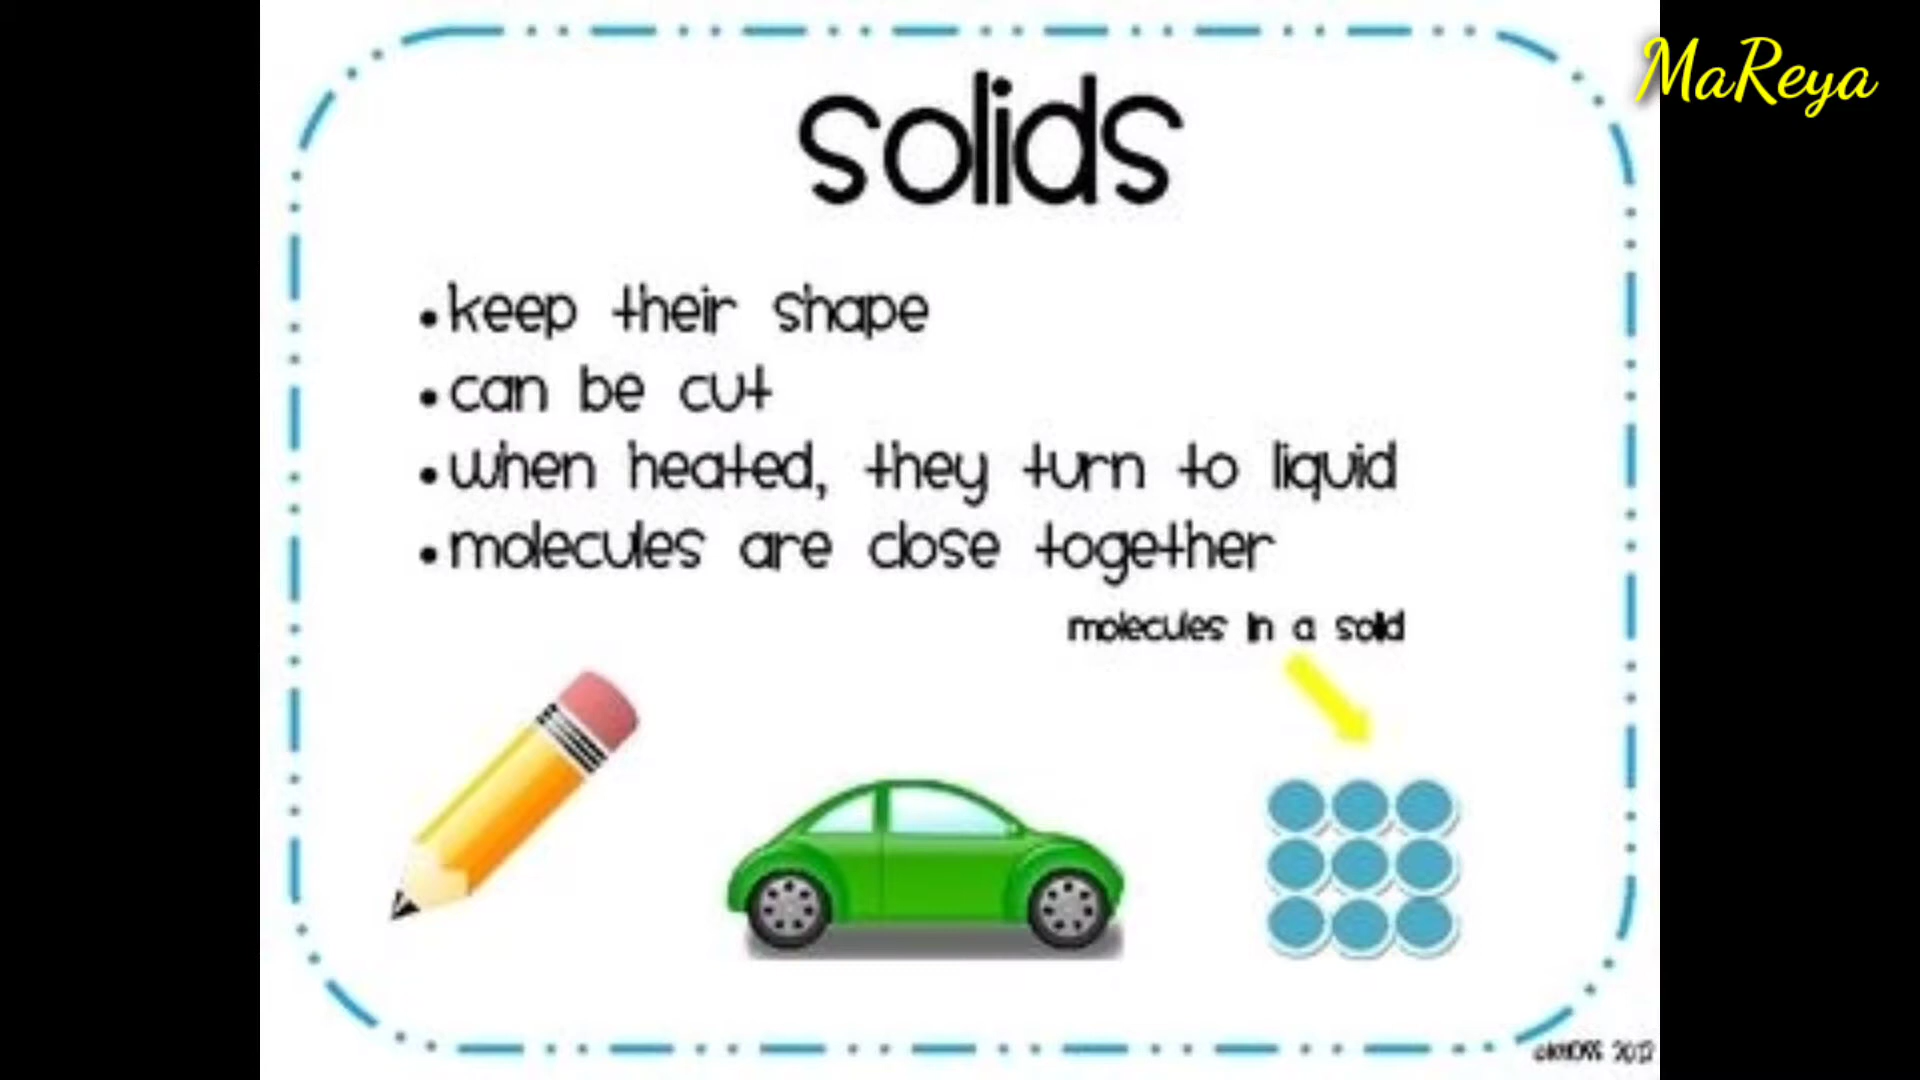 MaReya
solids
• keep their shape
• can be cut
• when heated, they turn to liquid
• molecules are close together
molecules in a solid
2012